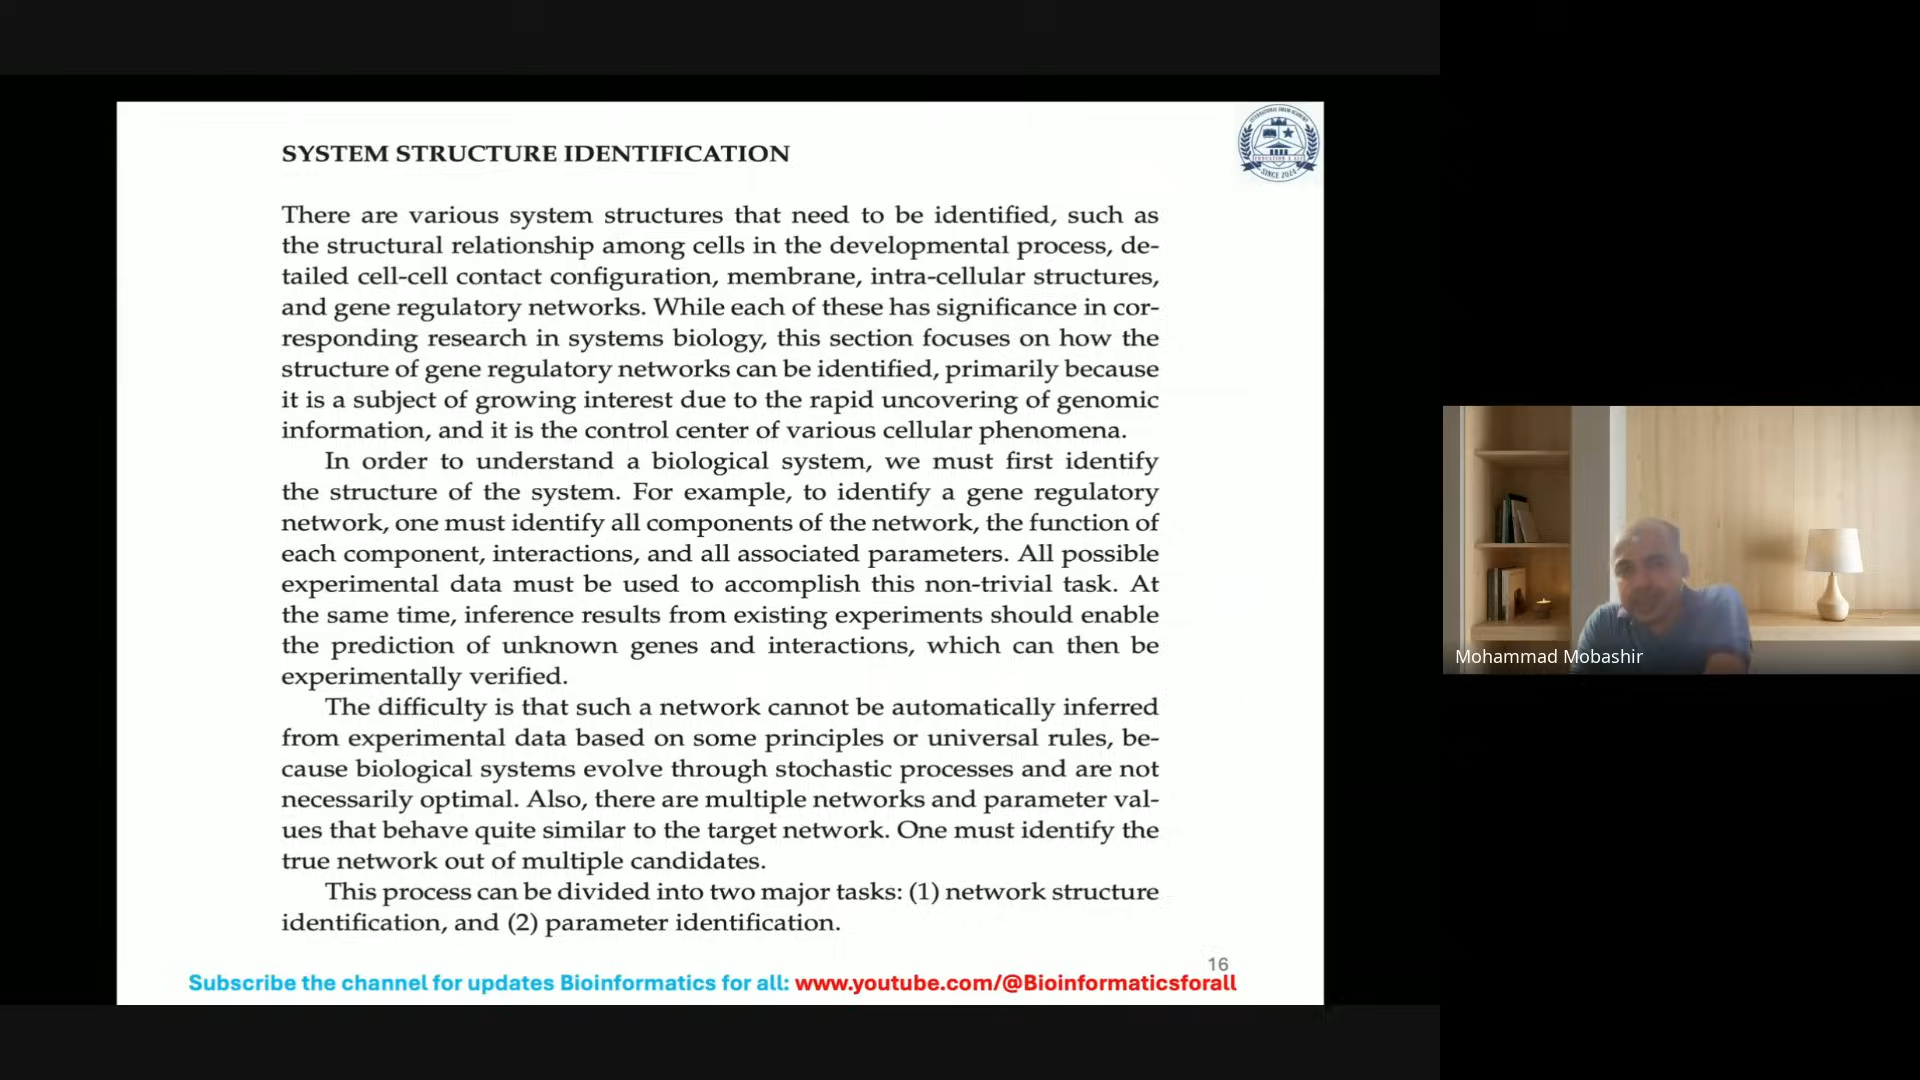 SYSTEM STRUCTURE IDENTIFICATION
There are various system structures that need to be identified, such as
the structural relationship among cells in the developmental process, de-
tailed cell-cell contact configuration, membrane, intra-cellular structures,
and gene regulatory networks. While each of these has significance in cor-
responding research in systems biology, this section focuses on how the
structure of gene regulatory networks can be identified, primarily because
it is a subject of growing interest due to the rapid uncovering of genomic
information, and it is the control center of various cellular phenomena.
In order to understand a biological system, we must first identify
the structure of the system. For example, to identify a gene regulatory
network, one must identify all components of the network, the function of
each component, interactions, and all associated parameters. All possible
experimental data must be used to accomplish this non-trivial task. At
the same time, inference results from existing experiments should enable
the prediction of unknown genes and interactions, which can then be
experimentally verified.
The difficulty is that such a network cannot be automatically inferred
from experimental data based on some principles or universal rules, be-
cause biological systems evolve through stochastic processes and are not
necessarily optimal. Also, there are multiple networks and parameter val-
ues that behave quite similar to the target network. One must identify the
true network out of multiple candidates.
This process can be divided into two major tasks: (1) network structure
identification, and (2) parameter identification.
16
Subscribe the channel for updates Bioinformatics for all: www.youtube.com/@Bioinformaticsforall
SINCE 2024
Mohammad Mobashir